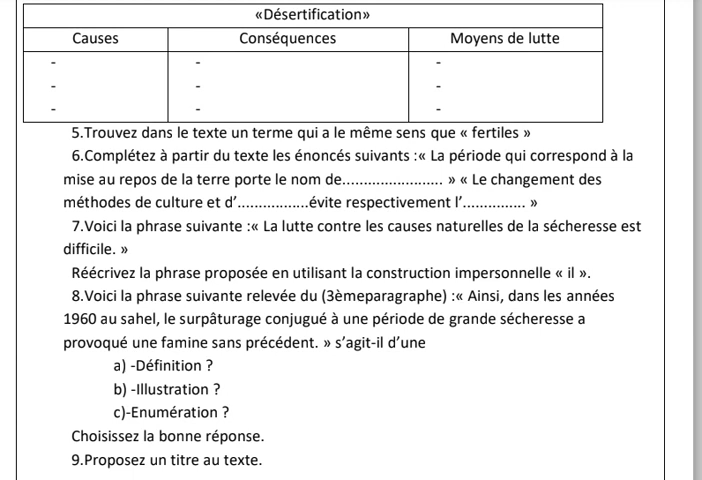 «Désertification»
Causes Conséquences Moyens de lutte
- - -
- - -
- - -
5.Trouvez dans le texte un terme qui a le même sens que « fertiles »
6.Complétez à partir du texte les énoncés suivants :« La période qui correspond à la
mise au repos de la terre porte le nom de....................... » « Le changement des
méthodes de culture et d’.................évite respectivement l’............... »
7.Voici la phrase suivante :« La lutte contre les causes naturelles de la sécheresse est
difficile. »
Réécrivez la phrase proposée en utilisant la construction impersonnelle « il ».
8.Voici la phrase suivante relevée du (3èmeparagraphe) :« Ainsi, dans les années
1960 au sahel, le surpâturage conjugué à une période de grande sécheresse a
provoqué une famine sans précédent. » s’agit-il d’une
a) -Définition ?
b) -Illustration ?
c)-Enumération ?
Choisissez la bonne réponse.
9.Proposez un titre au texte.